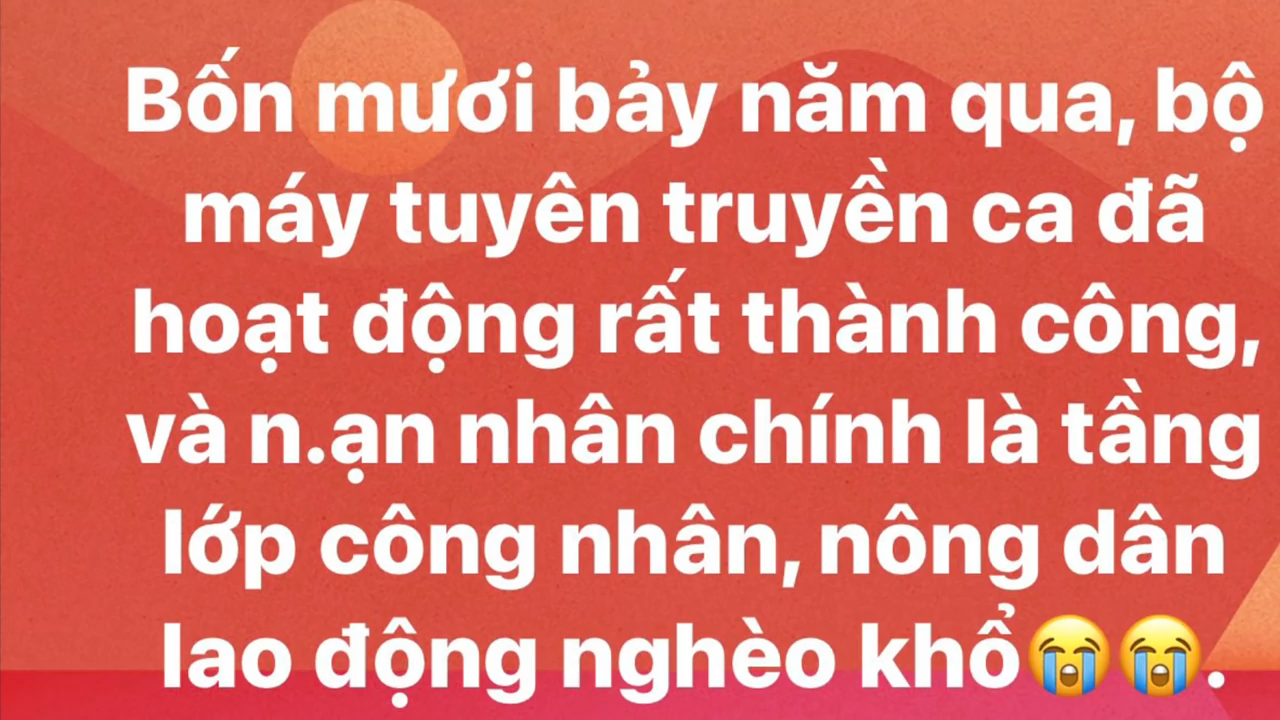 Bốn mươi bảy năm qua, bộ
máy tuyên truyền ca đã
hoạt động rất thành công,
và n.ạn nhân chính là tầng
lớp công nhân, nông dân
lao động nghèo khổ😭😭.